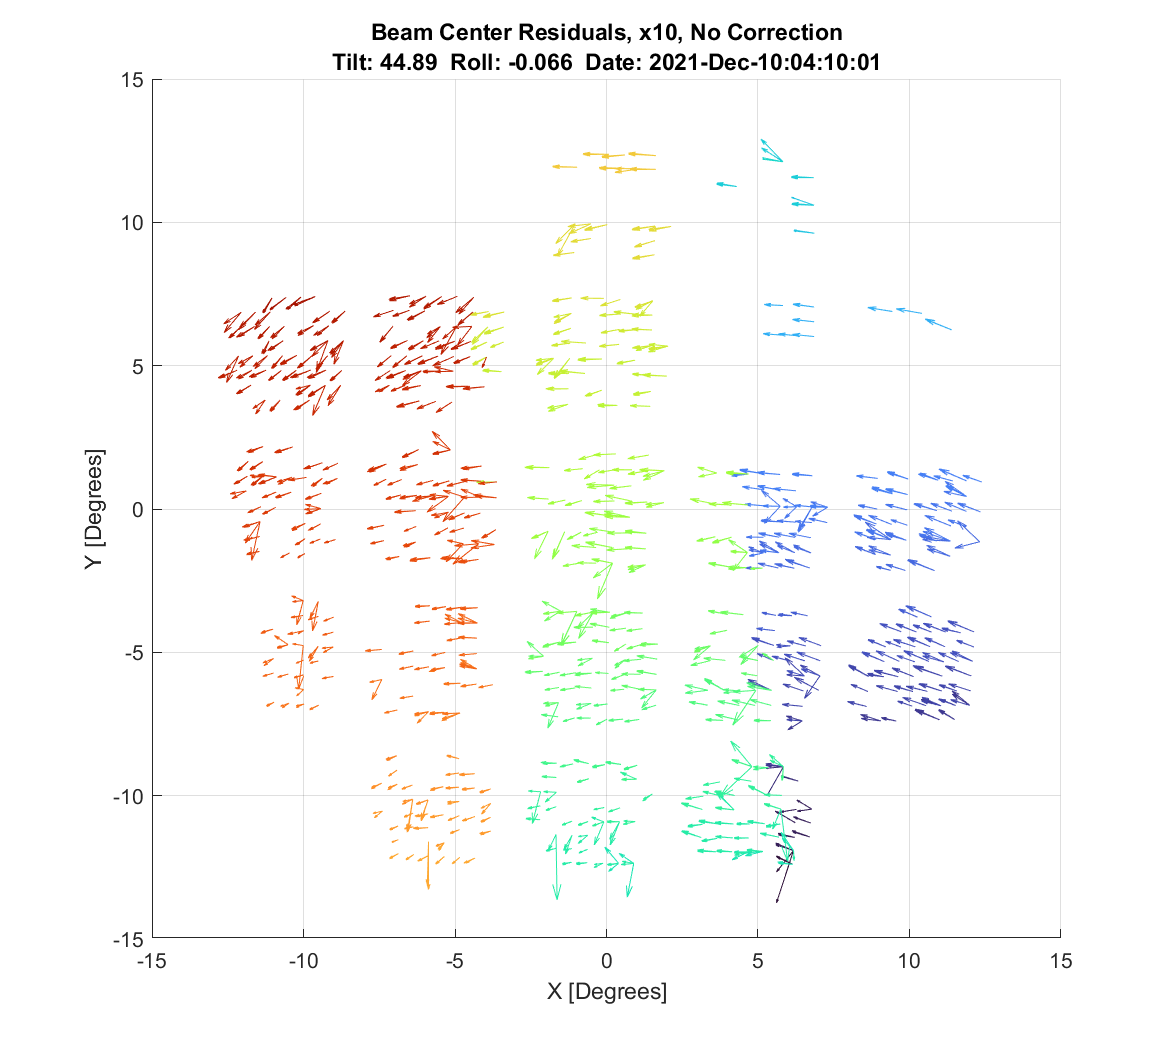 Beam Center Residuals, x10, No Correction
Tilt: 44.89  Roll: -0.066  Date: 2021-Dec-10:04:10:01
15
10
5
0
-5
-10
-15
Y [Degrees]
-15 -10 -5 0 5 10 15
X [Degrees]